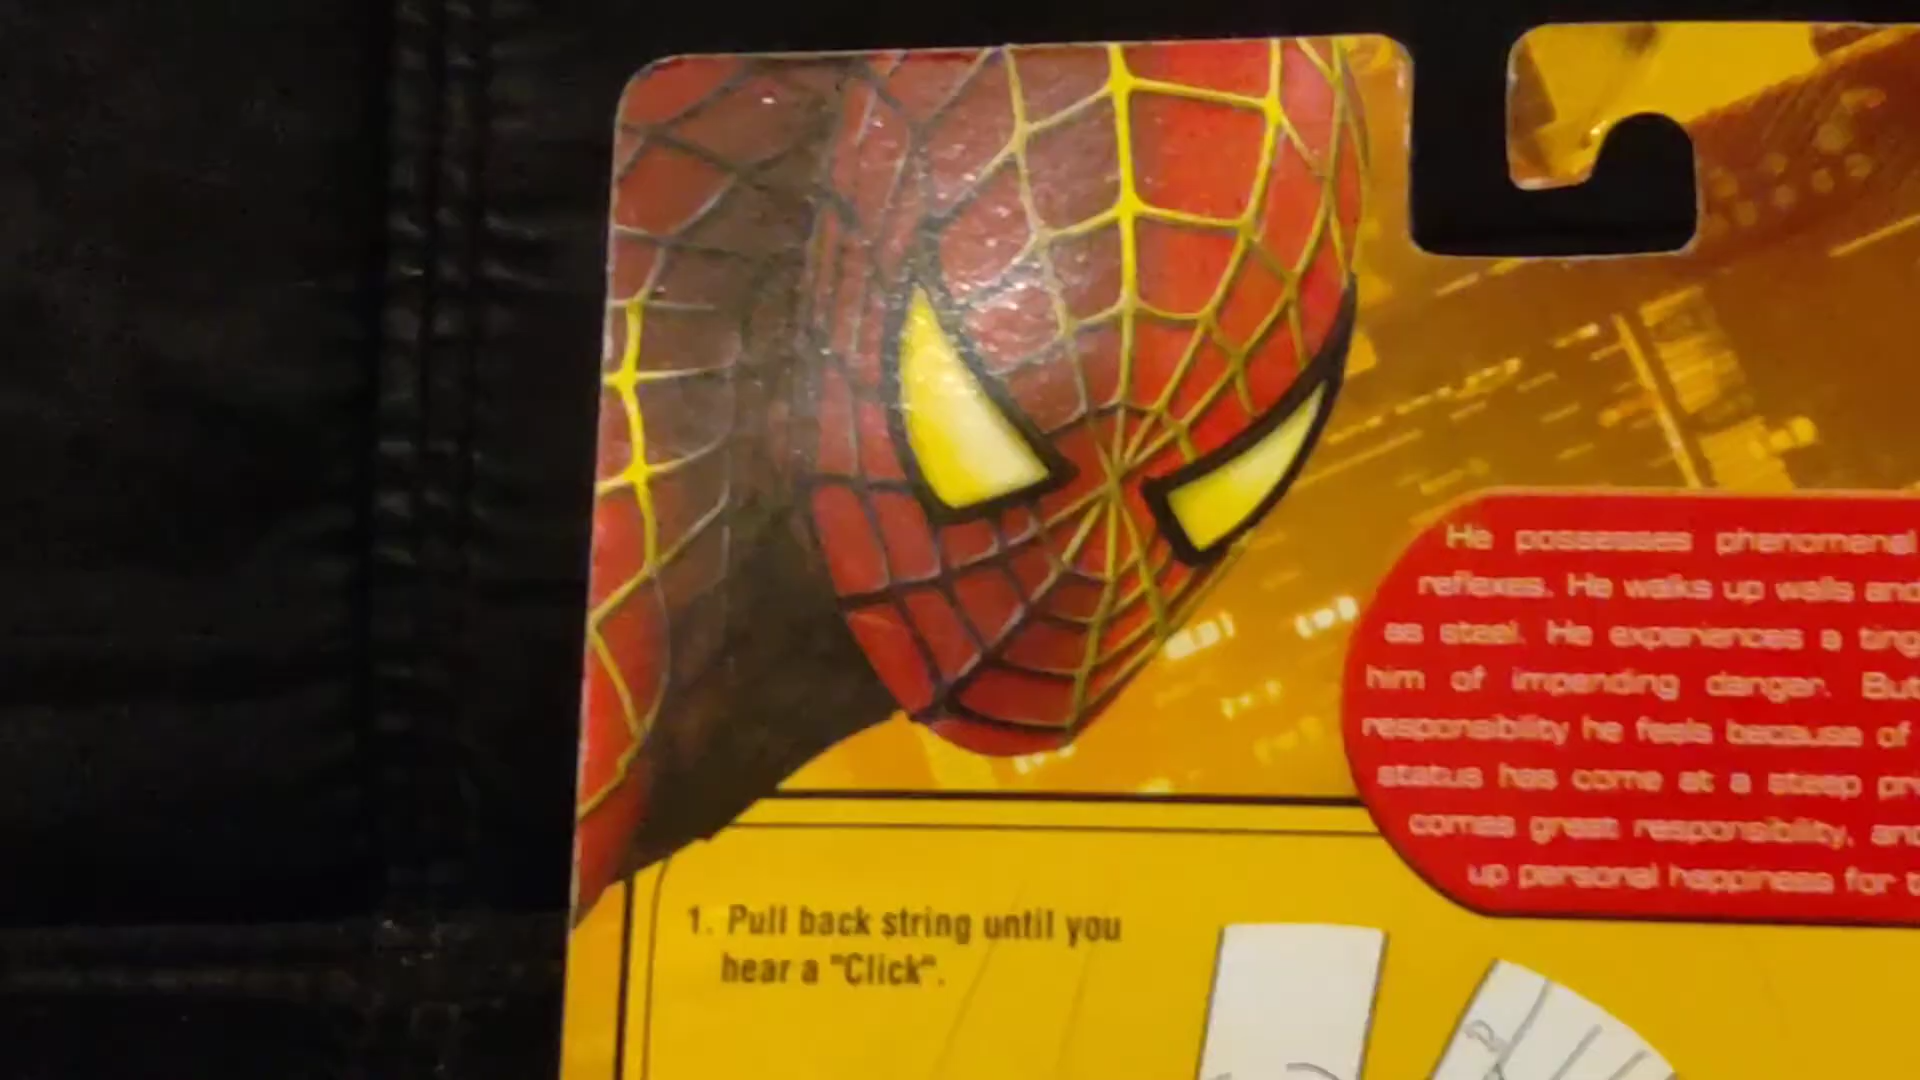 He possesses phenomenal
reflexes. He walks up walls and
as steel. He experiences a ting
him of impending danger. But
responsibility he feels because of
status has come at a steep pri
comes great responsibility, and
up personal happiness for t
1. Pull back string until you
hear a "Click".